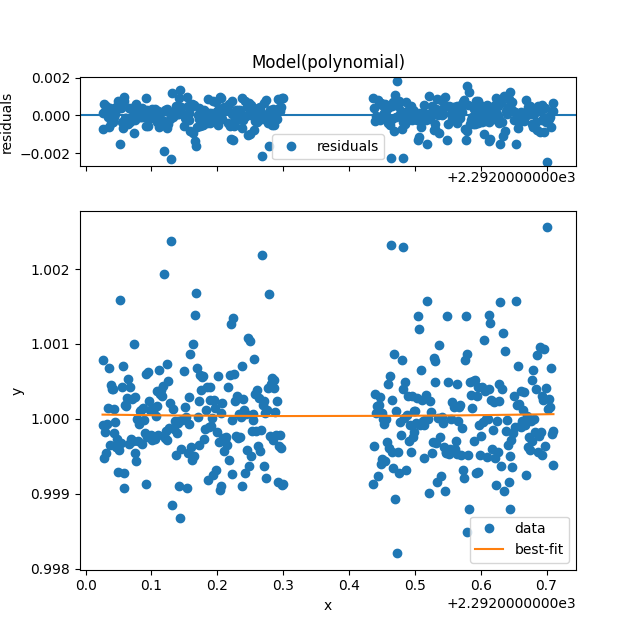 Model(polynomial)
0.002
0.000
−0.002
residuals
residuals
+2.2920000000e3
1.002
1.001
1.000
0.999
0.998
y
data
best-fit
0.0 0.1 0.2 0.3 0.4 0.5 0.6 0.7
x
+2.2920000000e3